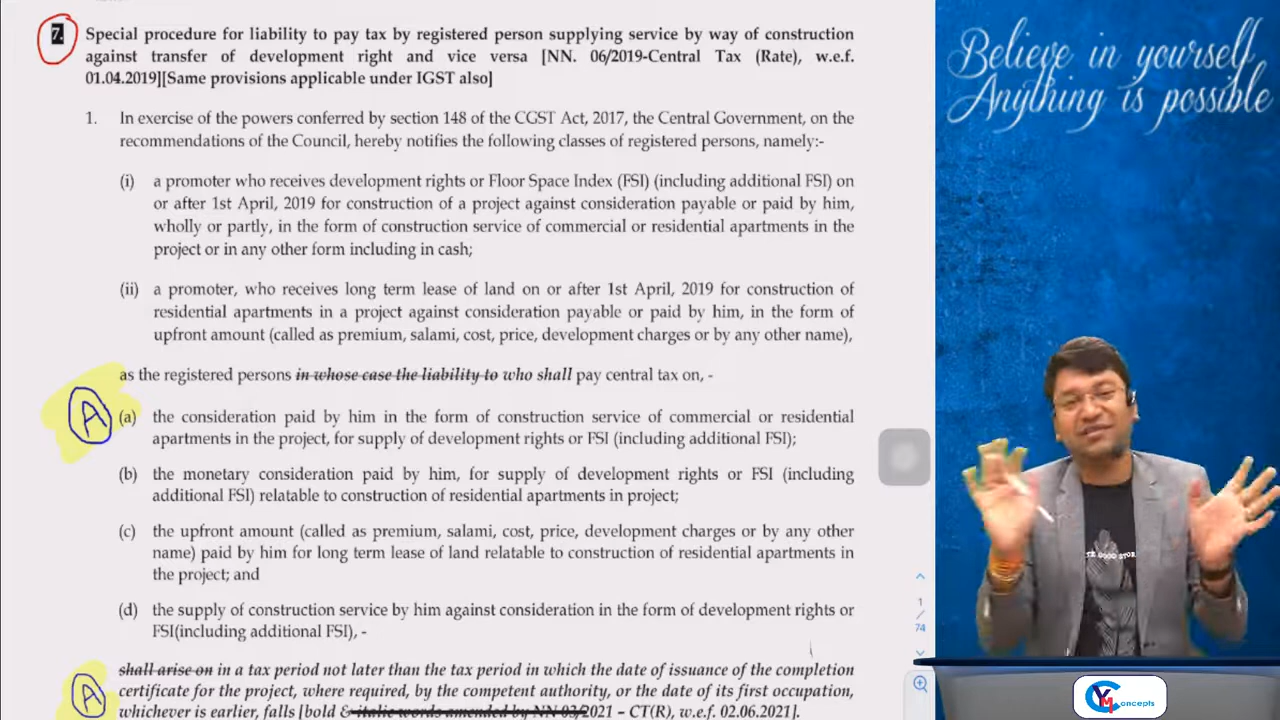 7. Special procedure for liability to pay tax by registered person supplying service by way of construction
against transfer of development right and vice versa [NN. 06/2019-Central Tax (Rate), w.e.f.
01.04.2019][Same provisions applicable under IGST also]
1. In exercise of the powers conferred by section 148 of the CGST Act, 2017, the Central Government, on the
recommendations of the Council, hereby notifies the following classes of registered persons, namely:-
(i) a promoter who receives development rights or Floor Space Index (FSI) (including additional FSI) on
or after 1st April, 2019 for construction of a project against consideration payable or paid by him,
wholly or partly, in the form of construction service of commercial or residential apartments in the
project or in any other form including in cash;
(ii) a promoter, who receives long term lease of land on or after 1st April, 2019 for construction of
residential apartments in a project against consideration payable or paid by him, in the form of
upfront amount (called as premium, salami, cost, price, development charges or by any other name),
as the registered persons in whose case the liability to who shall pay central tax on, -
A
(a) the consideration paid by him in the form of construction service of commercial or residential
apartments in the project, for supply of development rights or FSI (including additional FSI);
(b) the monetary consideration paid by him, for supply of development rights or FSI (including
additional FSI) relatable to construction of residential apartments in project;
(c) the upfront amount (called as premium, salami, cost, price, development charges or by any other
name) paid by him for long term lease of land relatable to construction of residential apartments in
the project; and
(d) the supply of construction service by him against consideration in the form of development rights or
FSI(including additional FSI), -
A
shall arise on in a tax period not later than the tax period in which the date of issuance of the completion
certificate for the project, where required, by the competent authority, or the date of its first occupation,
whichever is earlier, falls [bold & italic words amended by NN 03/2021 – CT(R), w.e.f. 02.06.2021].
Believe in yourself
Anything is possible
GOOD STOR
1
/
74
YM
Concepts